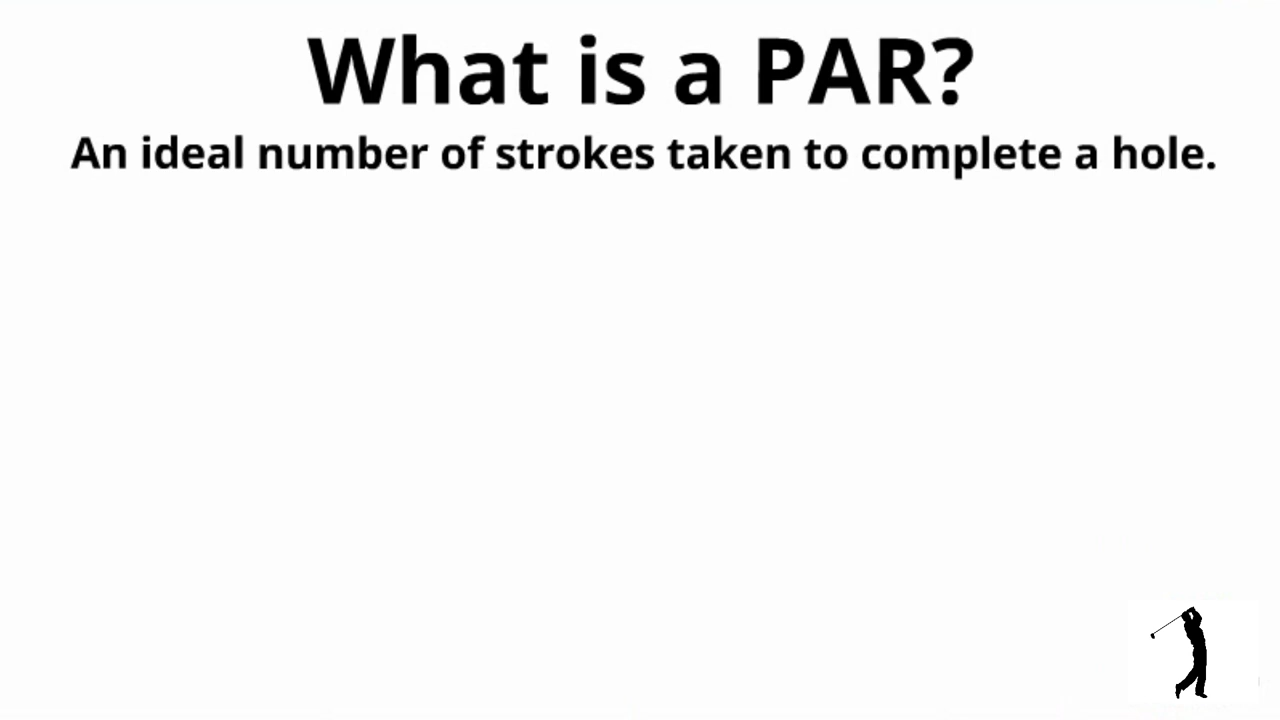 What is a PAR?
An ideal number of strokes taken to complete a hole.